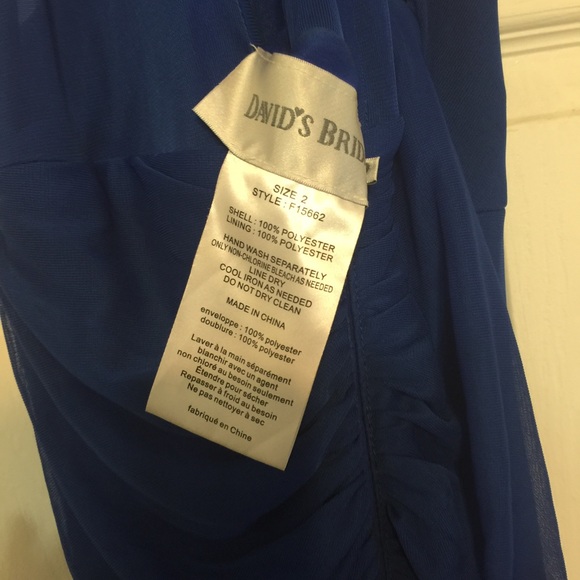 DAVID'S BRID
SIZE 2
STYLE : F15662
SHELL : 100% POLYESTER
LINING : 100% POLYESTER
HAND WASH SEPARATELY
ONLY NON-CHLORINE BLEACH AS NEEDED
LINE DRY
COOL IRON AS NEEDED
DO NOT DRY CLEAN
MADE IN CHINA
enveloppe : 100% polyester
doublure : 100% polyester
Laver à la main séparément
blanchir avec un agent
non chloré au besoin seulement
Étendre pour sécher
Repasser à froid au besoin
Ne pas nettoyer à sec
fabriqué en Chine